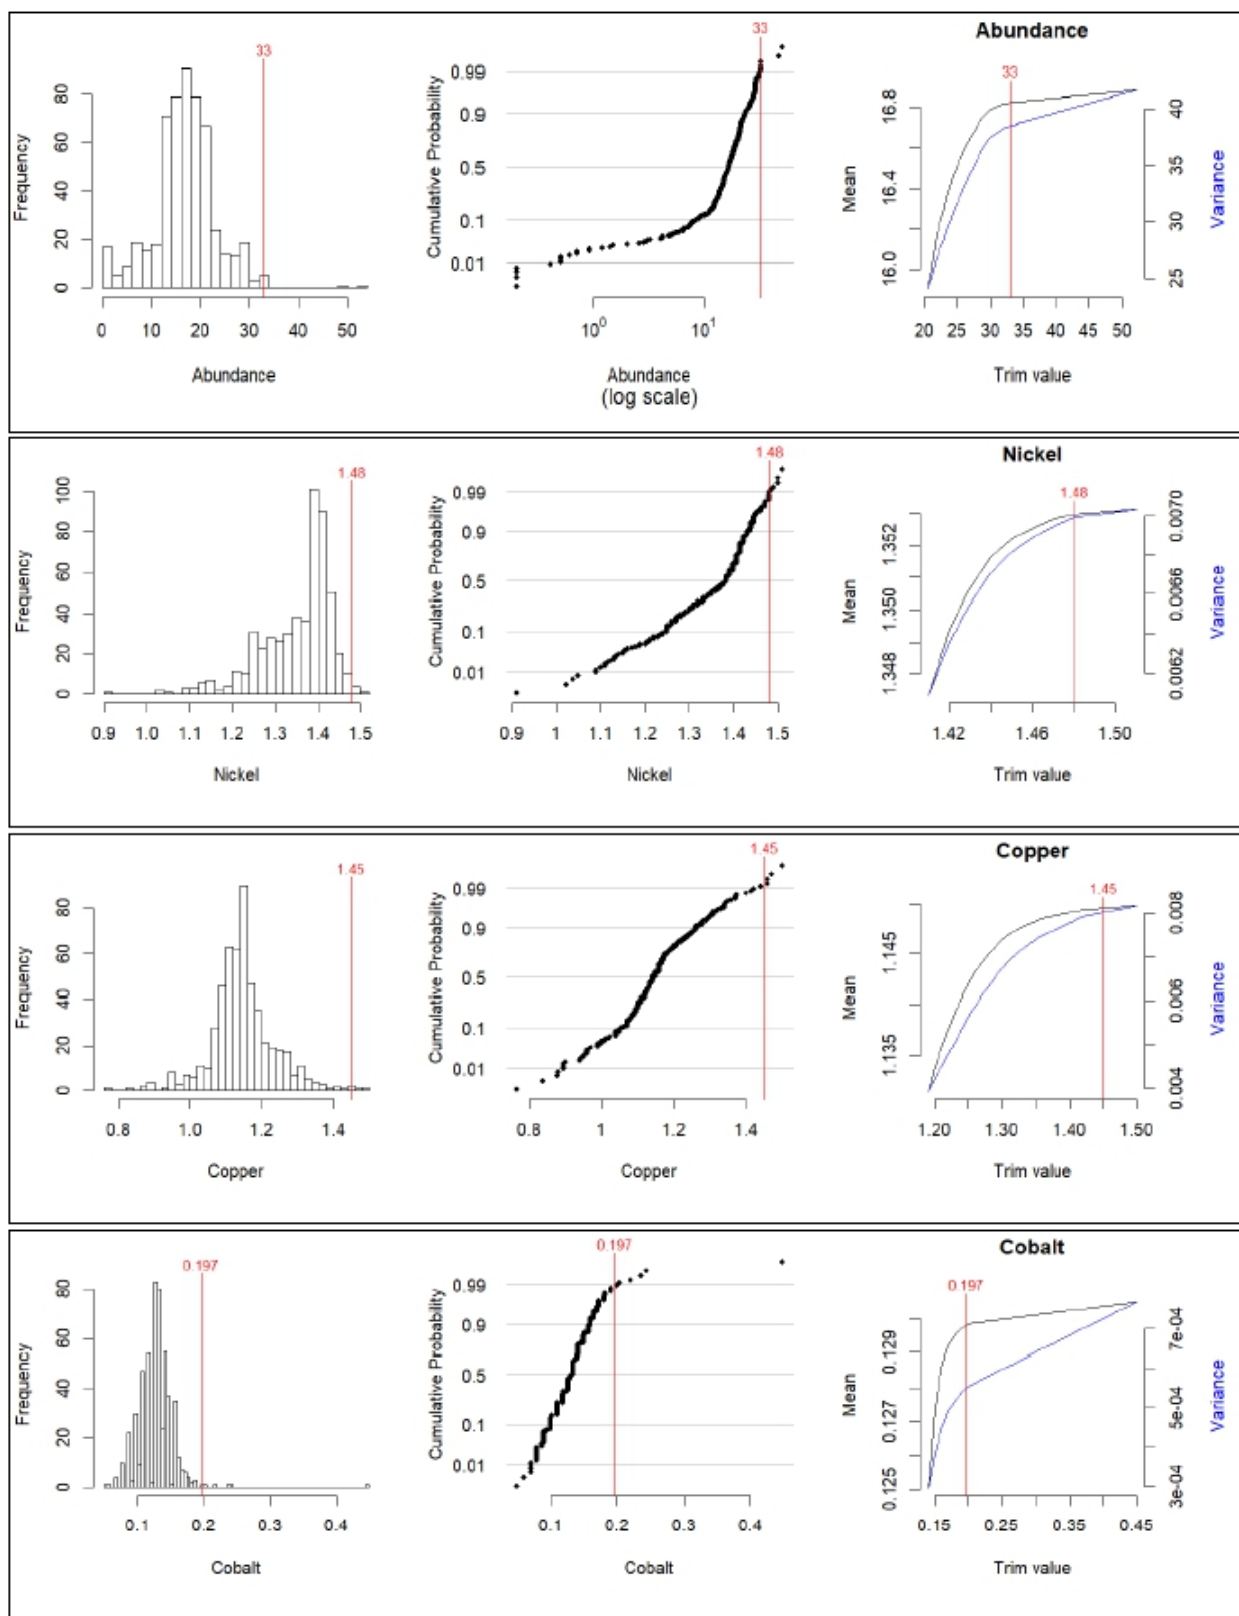 33
Frequency
0
20
40
60
80
0 10 20 30 40 50
Abundance
33
Cumulative Probability
0.99
0.9
0.5
0.1
0.01
10⁰ 10¹
Abundance
(log scale)
Abundance
33
Mean
16.0 16.4 16.8
Variance
25 30 35 40
20 25 30 35 40 45 50
Trim value
1.48
Frequency
0 20 40 60 80 100
0.9 1.0 1.1 1.2 1.3 1.4 1.5
Nickel
1.48
Cumulative Probability
0.99
0.9
0.5
0.1
0.01
0.9 1 1.1 1.2 1.3 1.4 1.5
Nickel
Nickel
1.48
Mean
1.348 1.350 1.352
Variance
0.0062 0.0066 0.0070
1.42 1.46 1.50
Trim value
1.45
Frequency
0 20 40 60 80
0.8 1.0 1.2 1.4
Copper
1.45
Cumulative Probability
0.99
0.9
0.5
0.1
0.01
0.8 1 1.2 1.4
Copper
Copper
1.45
Mean
1.135 1.145
Variance
0.004 0.006 0.008
1.20 1.30 1.40 1.50
Trim value
0.197
Frequency
0 20 40 60 80
0.1 0.2 0.3 0.4
Cobalt
0.197
Cumulative Probability
0.99
0.9
0.5
0.1
0.01
0.1 0.2 0.3 0.4
Cobalt
Cobalt
0.197
Mean
0.125 0.127 0.129
Variance
3e-04 5e-04 7e-04
0.15 0.25 0.35 0.45
Trim value